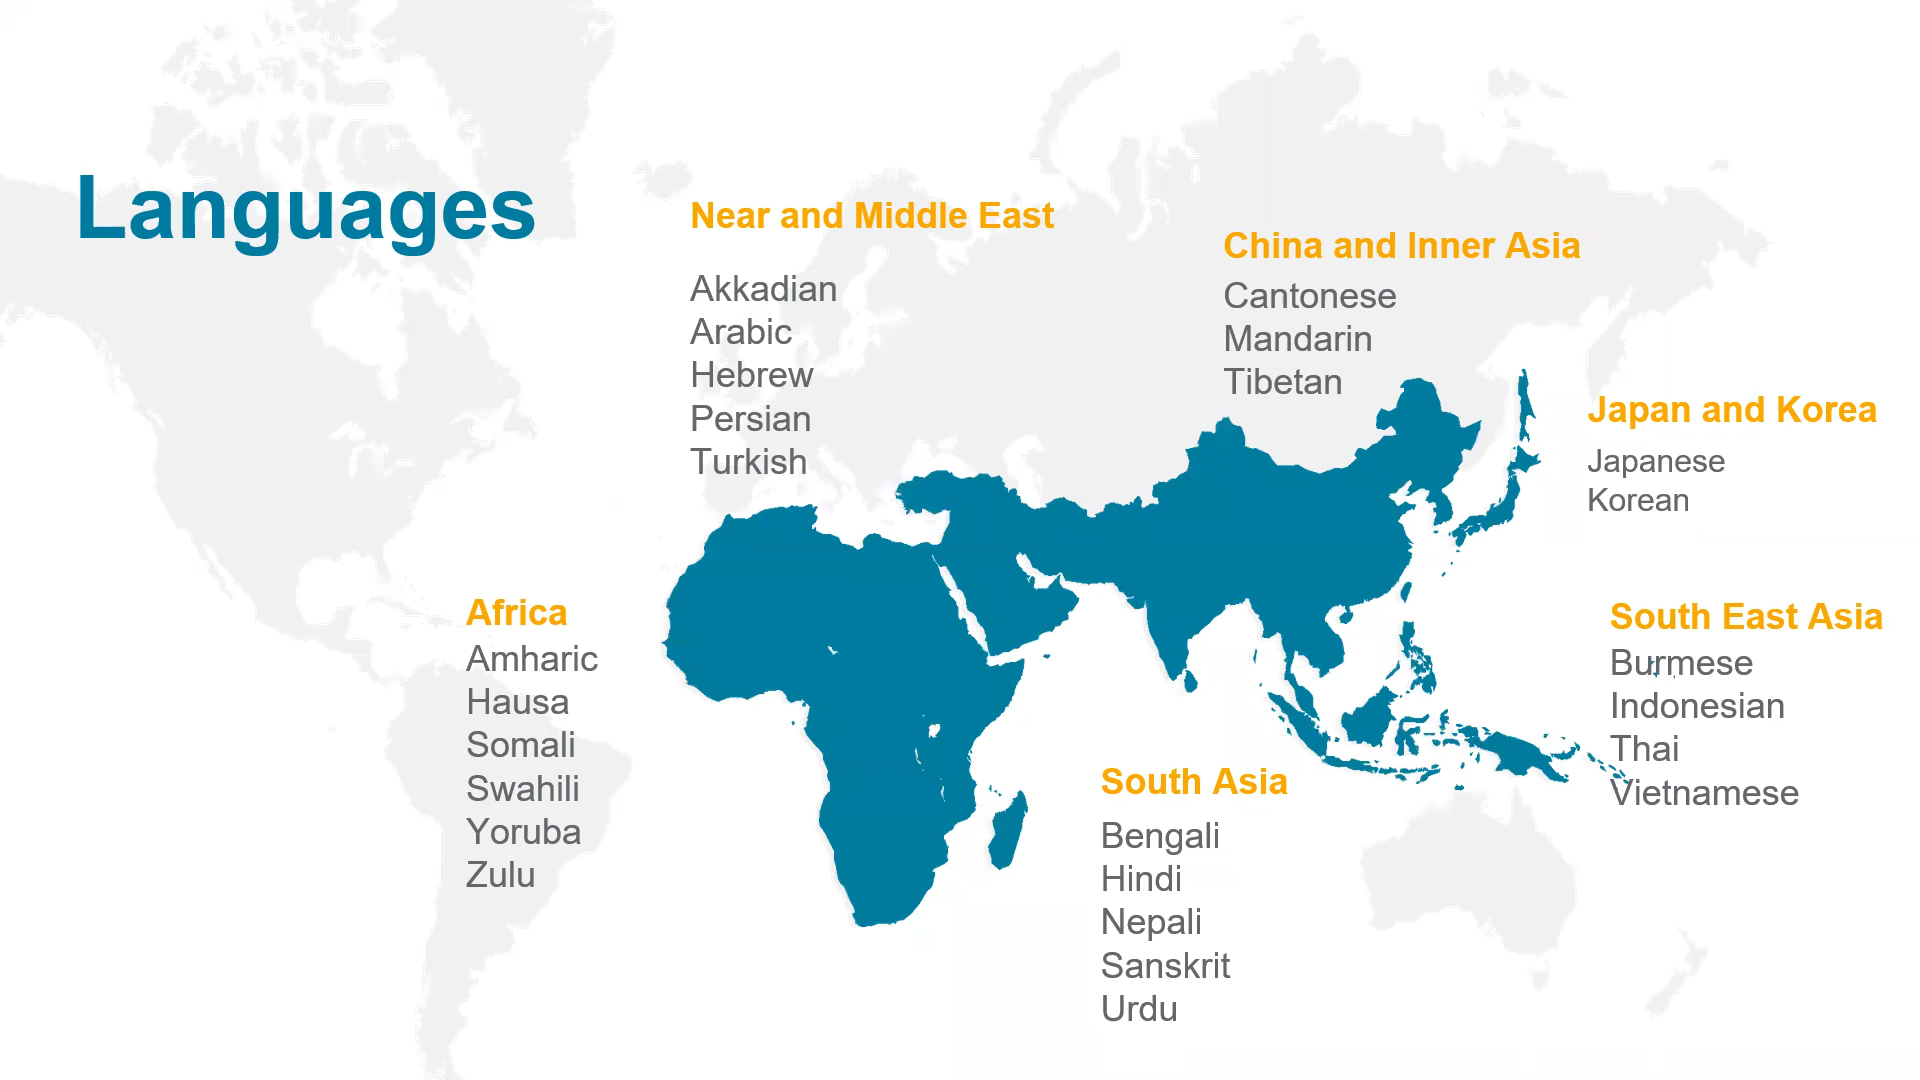 Languages
Near and Middle East
Akkadian
Arabic
Hebrew
Persian
Turkish
China and Inner Asia
Cantonese
Mandarin
Tibetan
Japan and Korea
Japanese
Korean
Africa
Amharic
Hausa
Somali
Swahili
Yoruba
Zulu
South Asia
Bengali
Hindi
Nepali
Sanskrit
Urdu
South East Asia
Burmese
Indonesian
Thai
Vietnamese